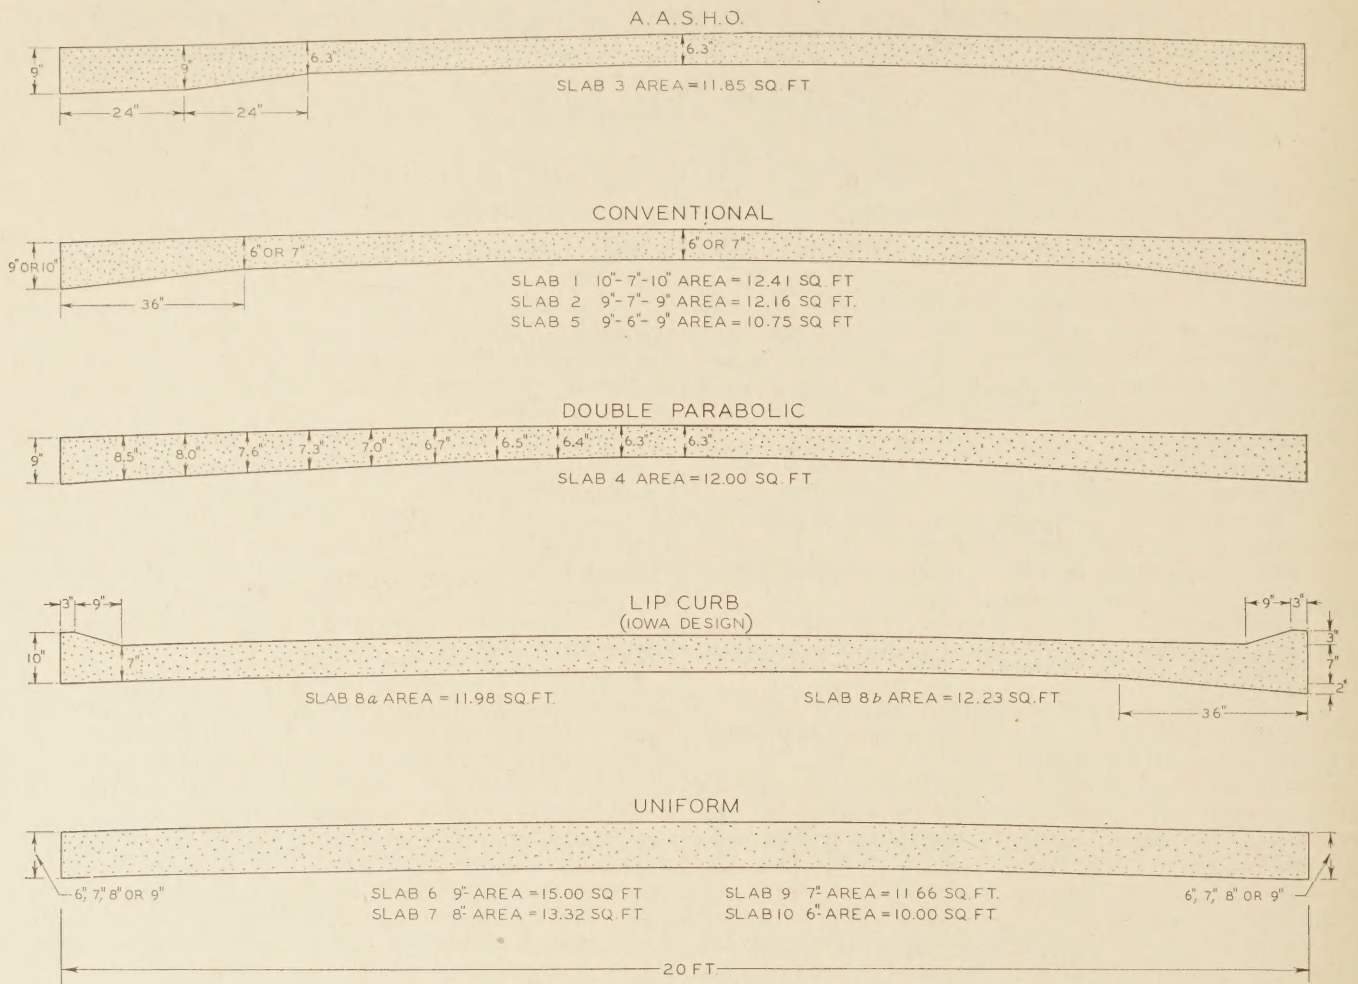 A.A.S.H.O.
9" 9" 6.3" 6.3"
SLAB 3 AREA = 11.85 SQ. FT
24" 24"
CONVENTIONAL
9" OR 10" 6" OR 7" 6" OR 7"
36"
SLAB 1 10"-7"-10" AREA = 12.41 SQ. FT
SLAB 2 9"-7"-9" AREA = 12.16 SQ. FT.
SLAB 5 9"-6"-9" AREA = 10.75 SQ FT
DOUBLE PARABOLIC
9" 8.5" 8.0" 7.6" 7.3" 7.0" 6.7" 6.5" 6.4" 6.3" 6.3"
SLAB 4 AREA = 12.00 SQ. FT
LIP CURB
(IOWA DESIGN)
3" 9" 9" 3"
10" 7" 3" 7" 2"
SLAB 8a AREA = 11.98 SQ. FT.
SLAB 8b AREA = 12.23 SQ. FT
36"
UNIFORM
6", 7", 8" OR 9"
SLAB 6 9"- AREA = 15.00 SQ FT
SLAB 7 8"- AREA = 13.32 SQ. FT
SLAB 9 7"- AREA = 11 66 SQ. FT.
SLAB 10 6"- AREA = 10.00 SQ. FT
6", 7", 8" OR 9"
20 FT.